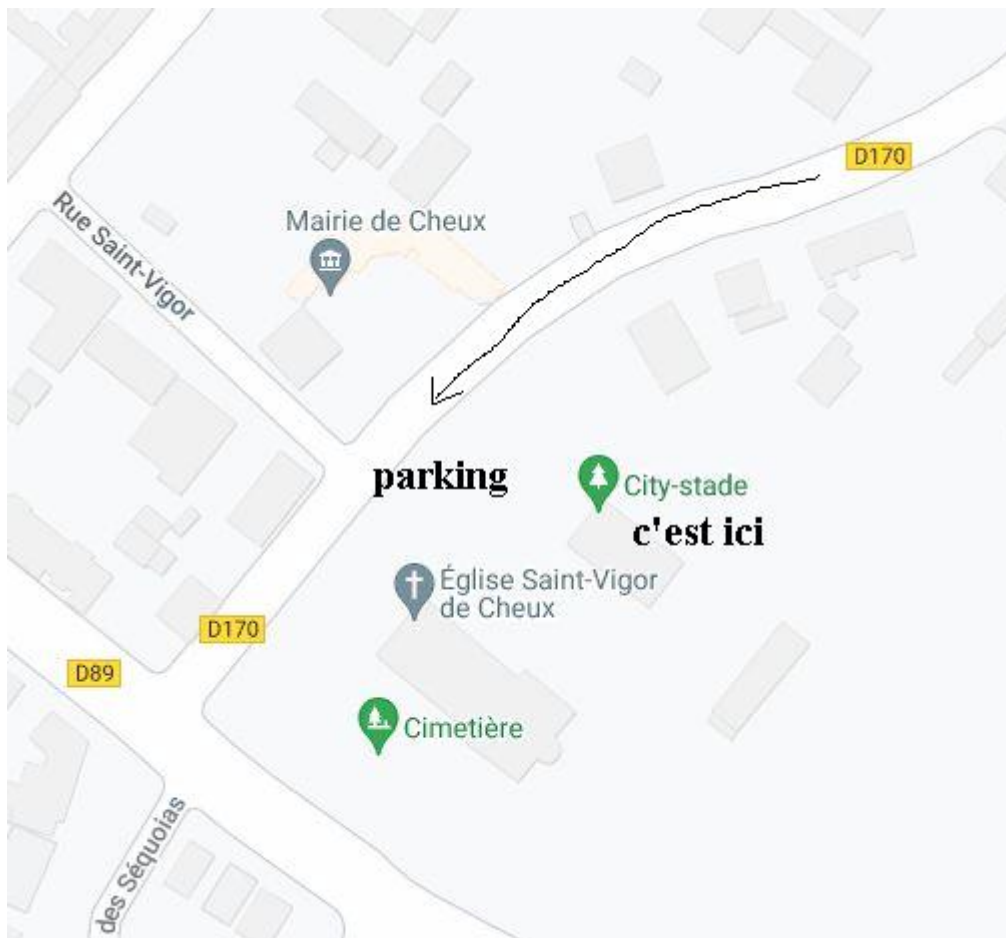 D170
Rue Saint-Vigor
Mairie de Cheux
parking
City-stade
c'est ici
Église Saint-Vigor
de Cheux
D170
D89
Cimetière
des Séquoias